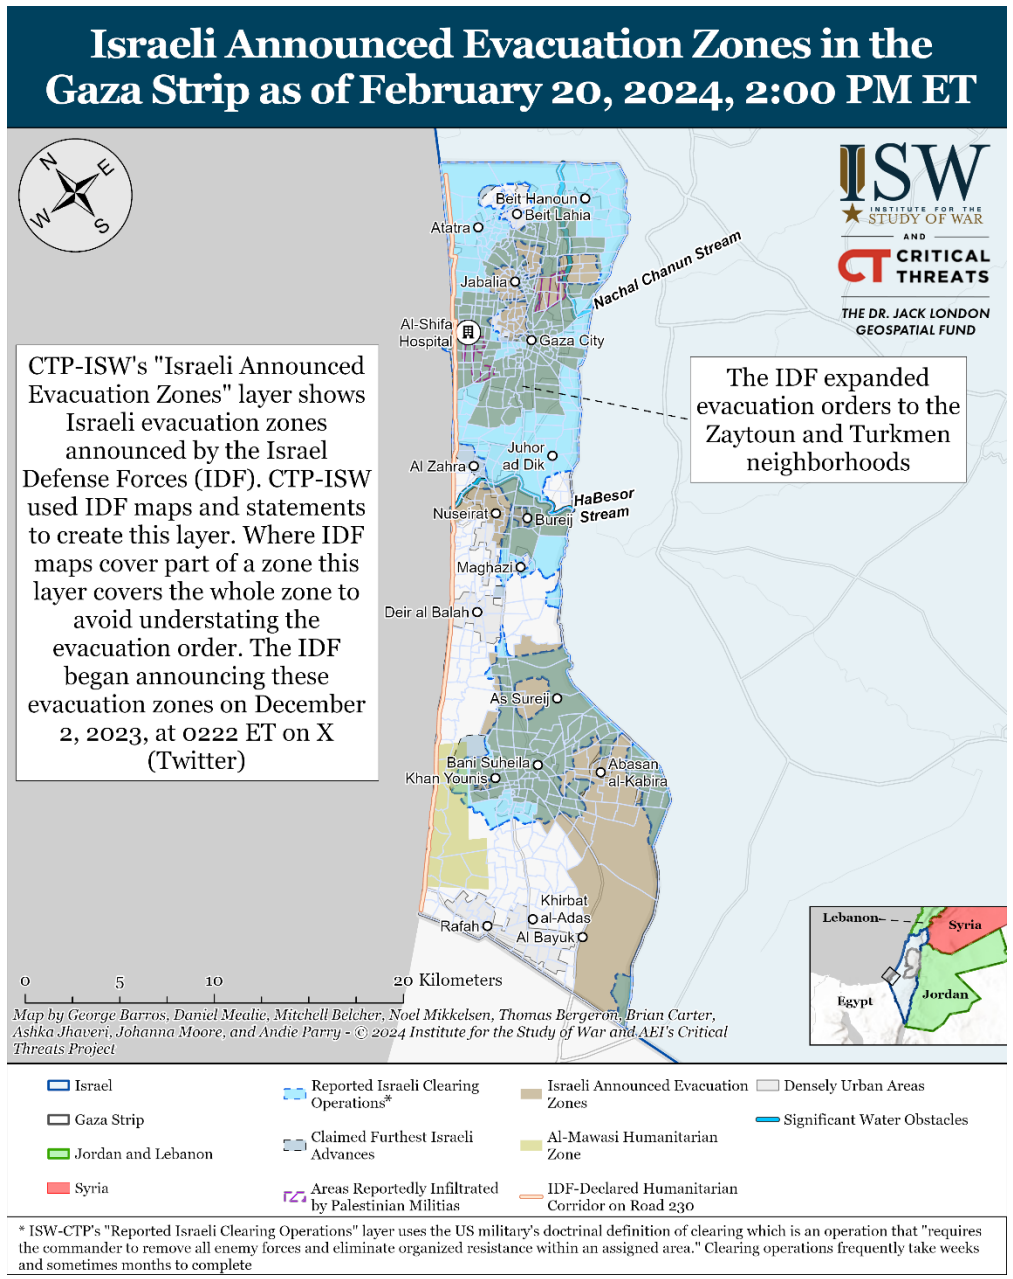 Israeli Announced Evacuation Zones in the
Gaza Strip as of February 20, 2024, 2:00 PM ET
N
E
W
S
ISW
INSTITUTE FOR THE
STUDY OF WAR
AND
CT CRITICAL
THREATS
THE DR. JACK LONDON
GEOSPATIAL FUND
Beit Hanoun
Beit Lahia
Atatra
Nachal Chanun Stream
Jabalia
Al-Shifa
Hospital
Gaza City
CTP-ISW's "Israeli Announced
Evacuation Zones" layer shows
Israeli evacuation zones
announced by the Israel
Defense Forces (IDF). CTP-ISW
used IDF maps and statements
to create this layer. Where IDF
maps cover part of a zone this
layer covers the whole zone to
avoid understating the
evacuation order. The IDF
began announcing these
evacuation zones on December
2, 2023, at 0222 ET on X
(Twitter)
The IDF expanded
evacuation orders to the
Zaytoun and Turkmen
neighborhoods
Juhor
ad Dik
Al Zahra
HaBesor
Stream
Nuseirat
Bureij
Maghazi
Deir al Balah
As Sureij
Bani Suheila
Khan Younis
Abasan
al-Kabira
Khirbat
al-Adas
Rafah
Al Bayuk
Lebanon
Syria
Egypt
Jordan
0 5 10 20 Kilometers
Map by George Barros, Daniel Mealie, Mitchell Belcher, Noel Mikkelsen, Thomas Bergeron, Brian Carter,
Ashka Jhaveri, Johanna Moore, and Andie Parry - © 2024 Institute for the Study of War and AEI's Critical
Threats Project
Israel
Gaza Strip
Jordan and Lebanon
Syria
Reported Israeli Clearing
Operations*
Claimed Furthest Israeli
Advances
Areas Reportedly Infiltrated
by Palestinian Militias
Israeli Announced Evacuation
Zones
Al-Mawasi Humanitarian
Zone
IDF-Declared Humanitarian
Corridor on Road 230
Densely Urban Areas
Significant Water Obstacles
* ISW-CTP's "Reported Israeli Clearing Operations" layer uses the US military's doctrinal definition of clearing which is an operation that "requires
the commander to remove all enemy forces and eliminate organized resistance within an assigned area." Clearing operations frequently take weeks
and sometimes months to complete